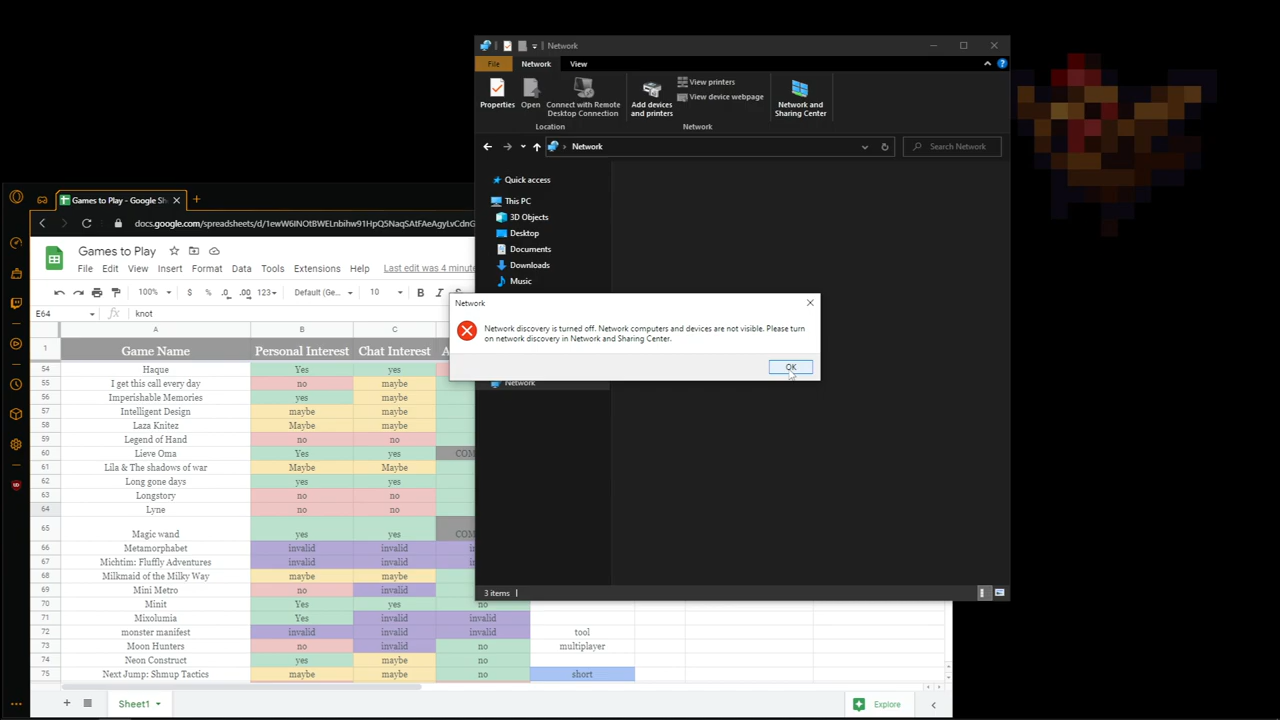 Network
File
Network
View
Properties
Open
Connect with Remote
Desktop Connection
Add devices
and printers
View printers
View device webpage
Network and
Sharing Center
Location
Network
Network
Search Network
Quick access
This PC
3D Objects
Desktop
Documents
Downloads
Music
Network
Network discovery is turned off. Network computers and devices are not visible. Please turn
on network discovery in Network and Sharing Center.
OK
Network
3 items
Games to Play - Google Sh
Games to Play
File Edit View Insert Format Data Tools Extensions Help Last edit was 4 minute
100% $ % .0 .00 123 Default (Ge... 10 B I S
E64 fx knot
A B C
1 Game Name Personal Interest Chat Interest A
54 Haque Yes yes
55 I get this call every day no maybe
56 Imperishable Memories yes maybe
57 Intelligent Design maybe maybe
58 Laza Knitez Maybe maybe
59 Legend of Hand no no
60 Lieve Oma Yes yes COM
61 Lila & The shadows of war Maybe Maybe
62 Long gone days yes yes
63 Longstory no no
64 Lyne no no
65 Magic wand yes yes COM
66 Metamorphabet invalid invalid in
67 Michtim: Fluffly Adventures invalid invalid in
68 Milkmaid of the Milky Way maybe maybe
69 Mini Metro no invalid
70 Minit Yes yes no
71 Mixolumia Yes invalid invalid
72 monster manifest invalid invalid invalid tool
73 Moon Hunters no invalid no multiplayer
74 Neon Construct yes maybe no
75 Next Jump: Shmup Tactics maybe maybe no short
Sheet1
Explore